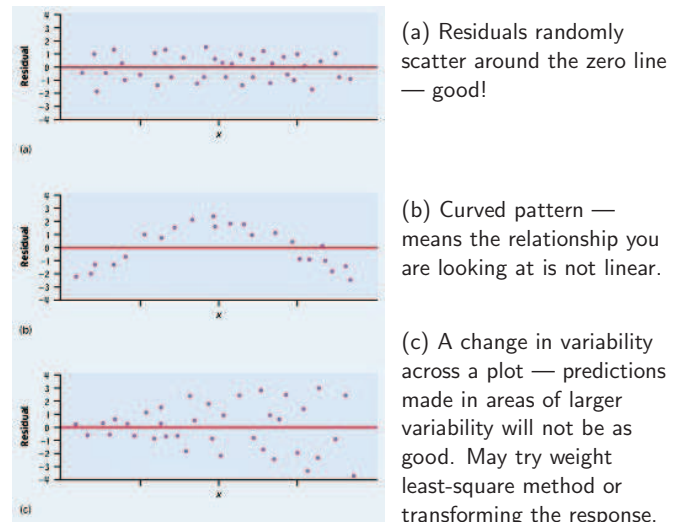 4
3
2
1
0
-1
-2
-3
-4
Residual
x
(a)
(a) Residuals randomly
scatter around the zero line
— good!
4
3
2
1
0
-1
-2
-3
-4
Residual
x
(b)
(b) Curved pattern —
means the relationship you
are looking at is not linear.
4
3
2
1
0
-1
-2
-3
-4
Residual
x
(c)
(c) A change in variability
across a plot — predictions
made in areas of larger
variability will not be as
good. May try weight
least-square method or
transforming the response.